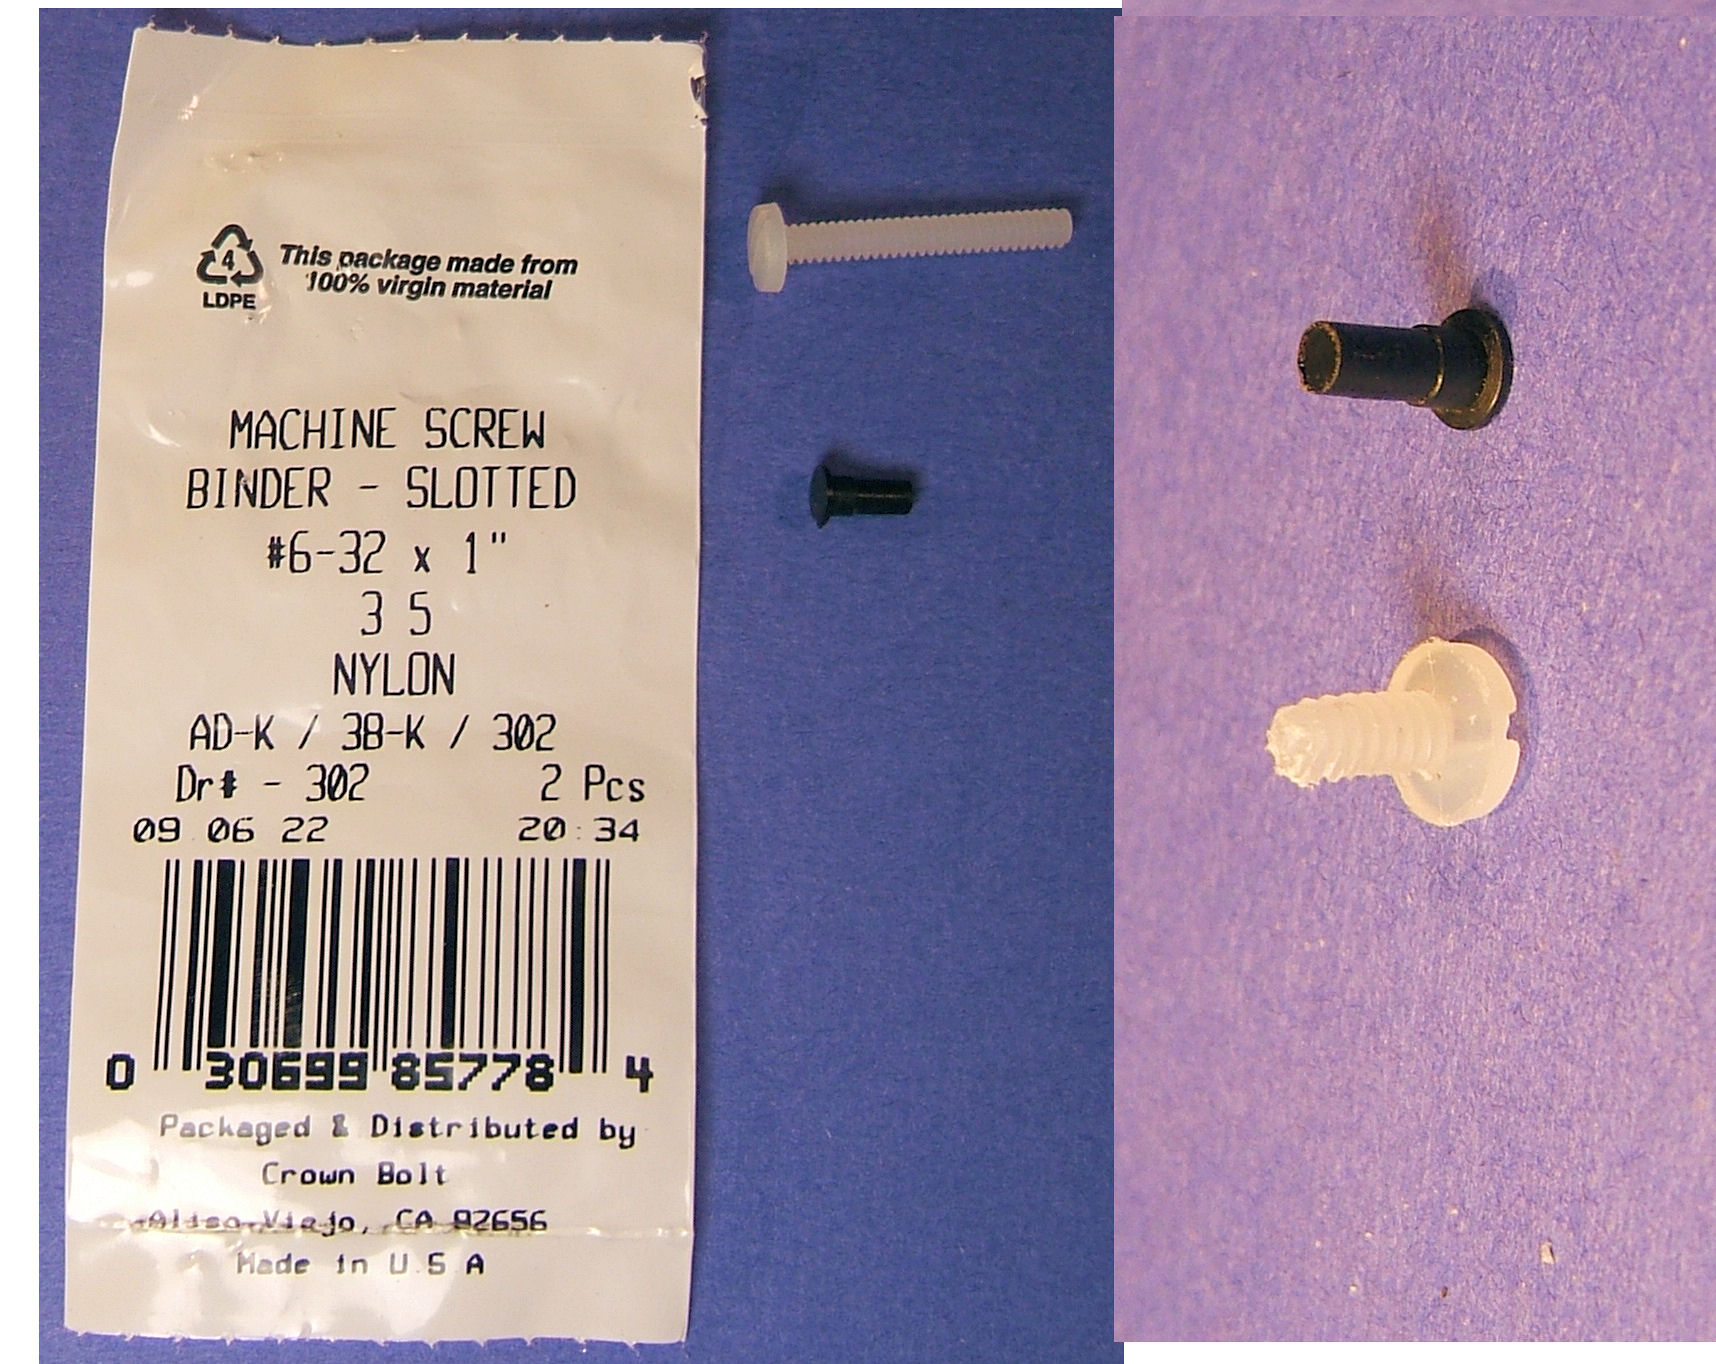 4
LDPE
This package made from
100% virgin material
MACHINE SCREW
BINDER - SLOTTED
#6-32 x 1"
3 5
NYLON
AD-K / 3B-K / 302
Dr# - 302 2 Pcs
09 06 22 20:34
0 30699 85778 4
Packaged & Distributed by
Crown Bolt
Aliso Viejo, CA 92656
Made in U.S.A